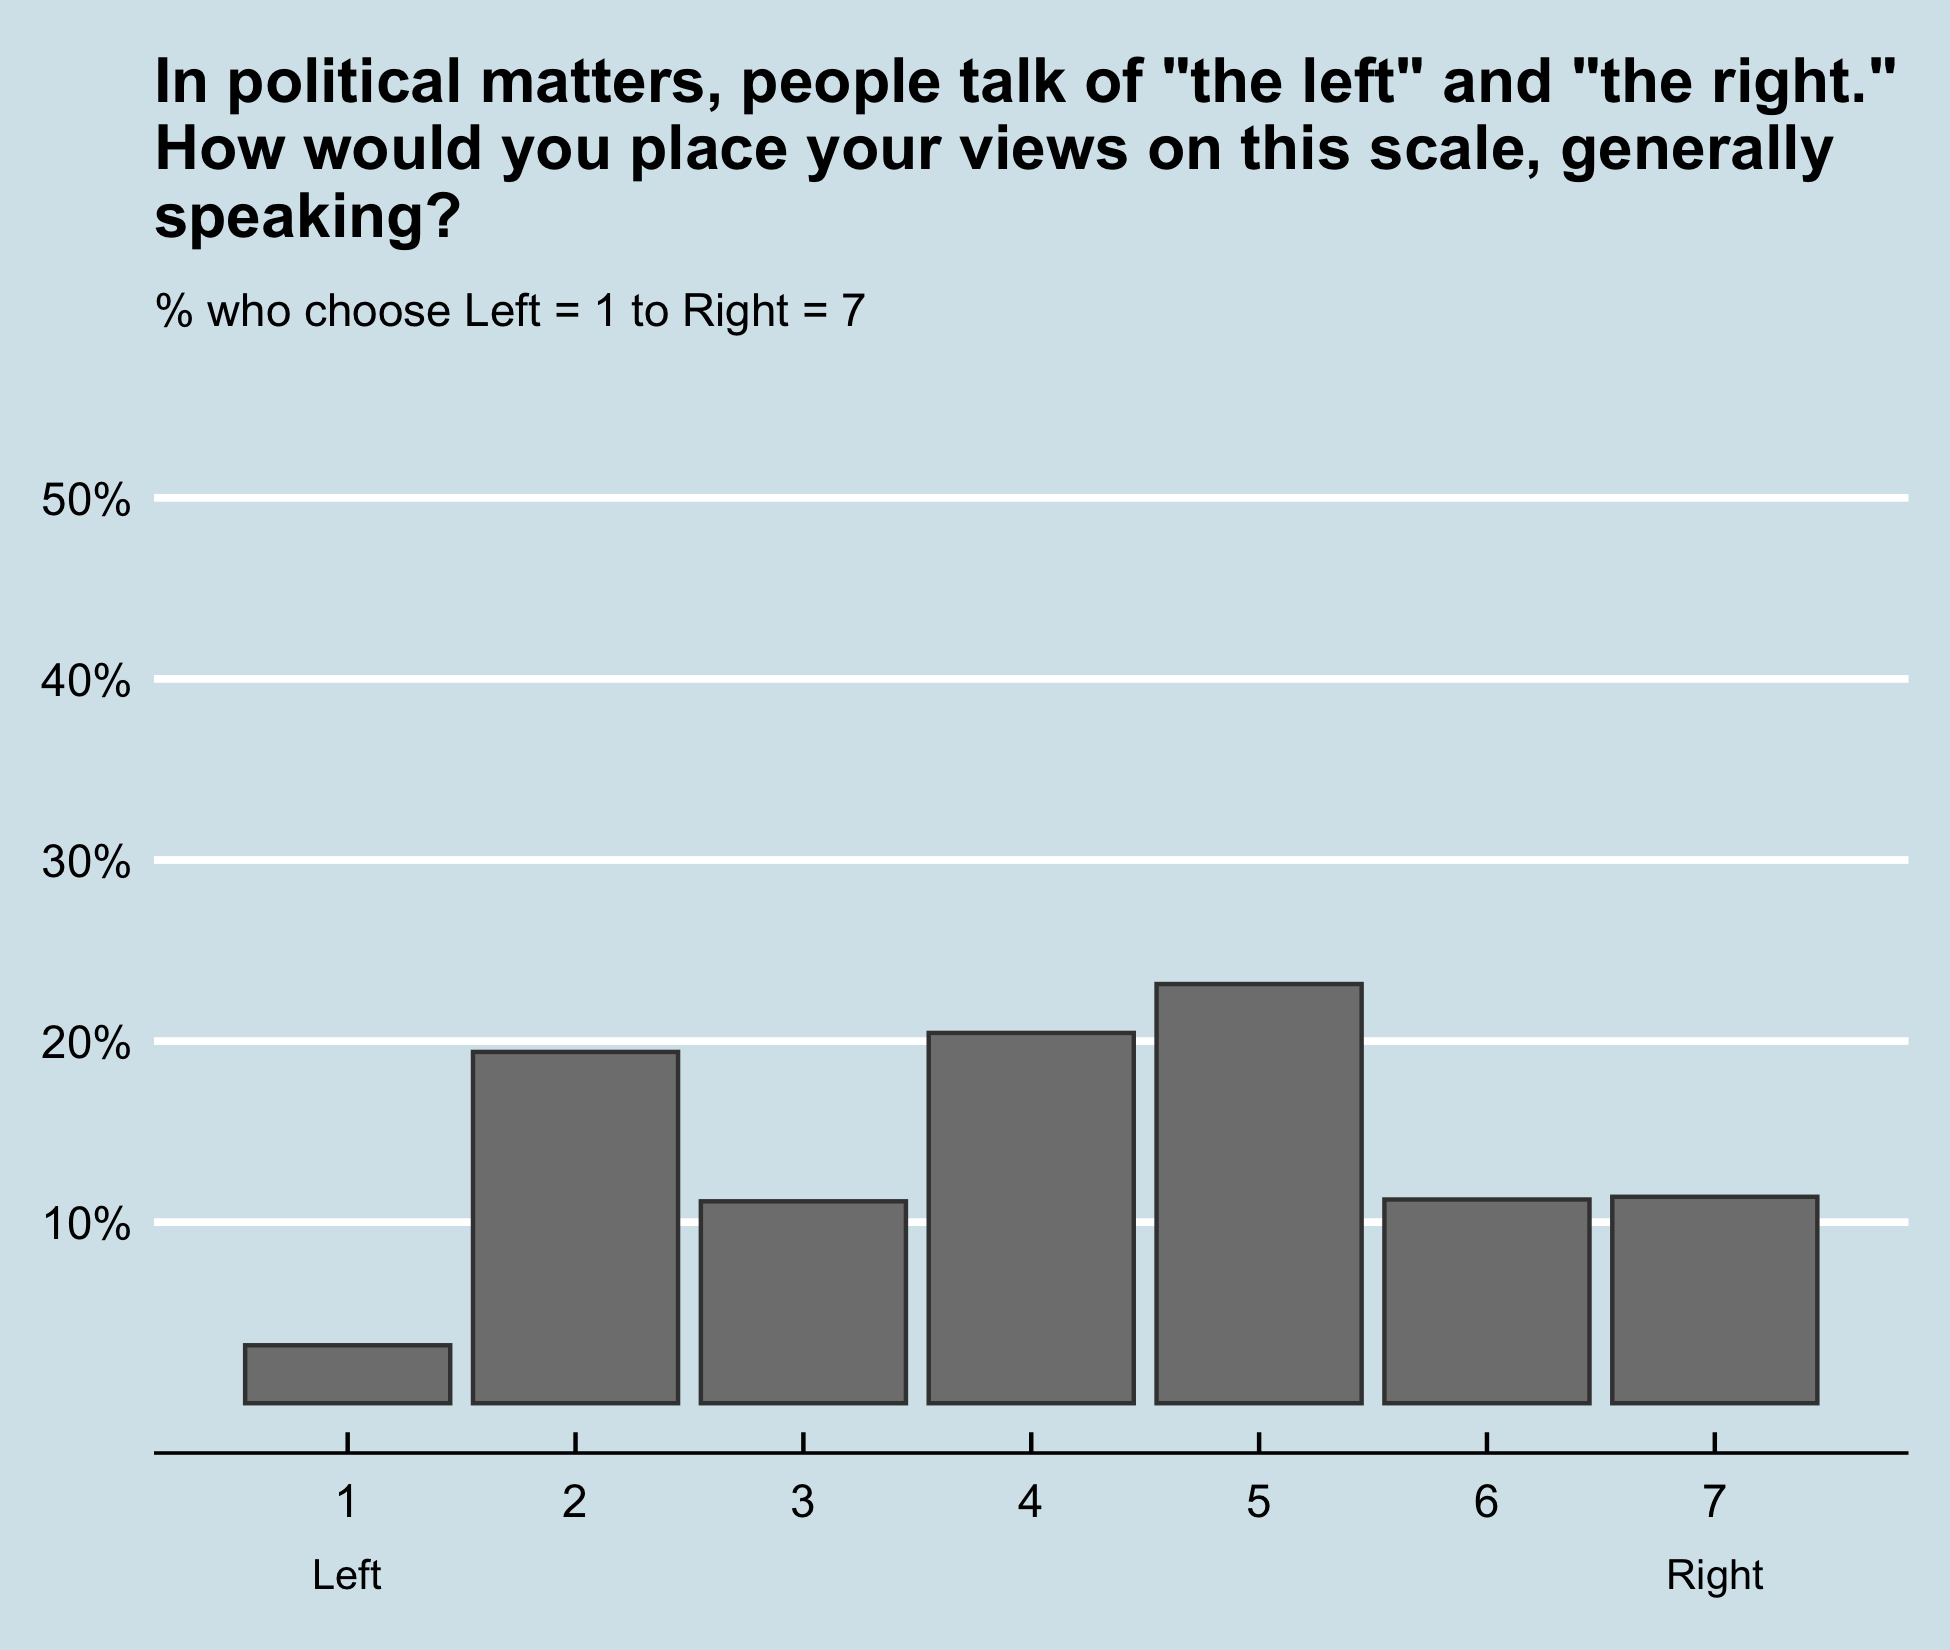 In political matters, people talk of "the left" and "the right."
How would you place your views on this scale, generally
speaking?
% who choose Left = 1 to Right = 7
50%
40%
30%
20%
10%
1 2 3 4 5 6 7
Left Right